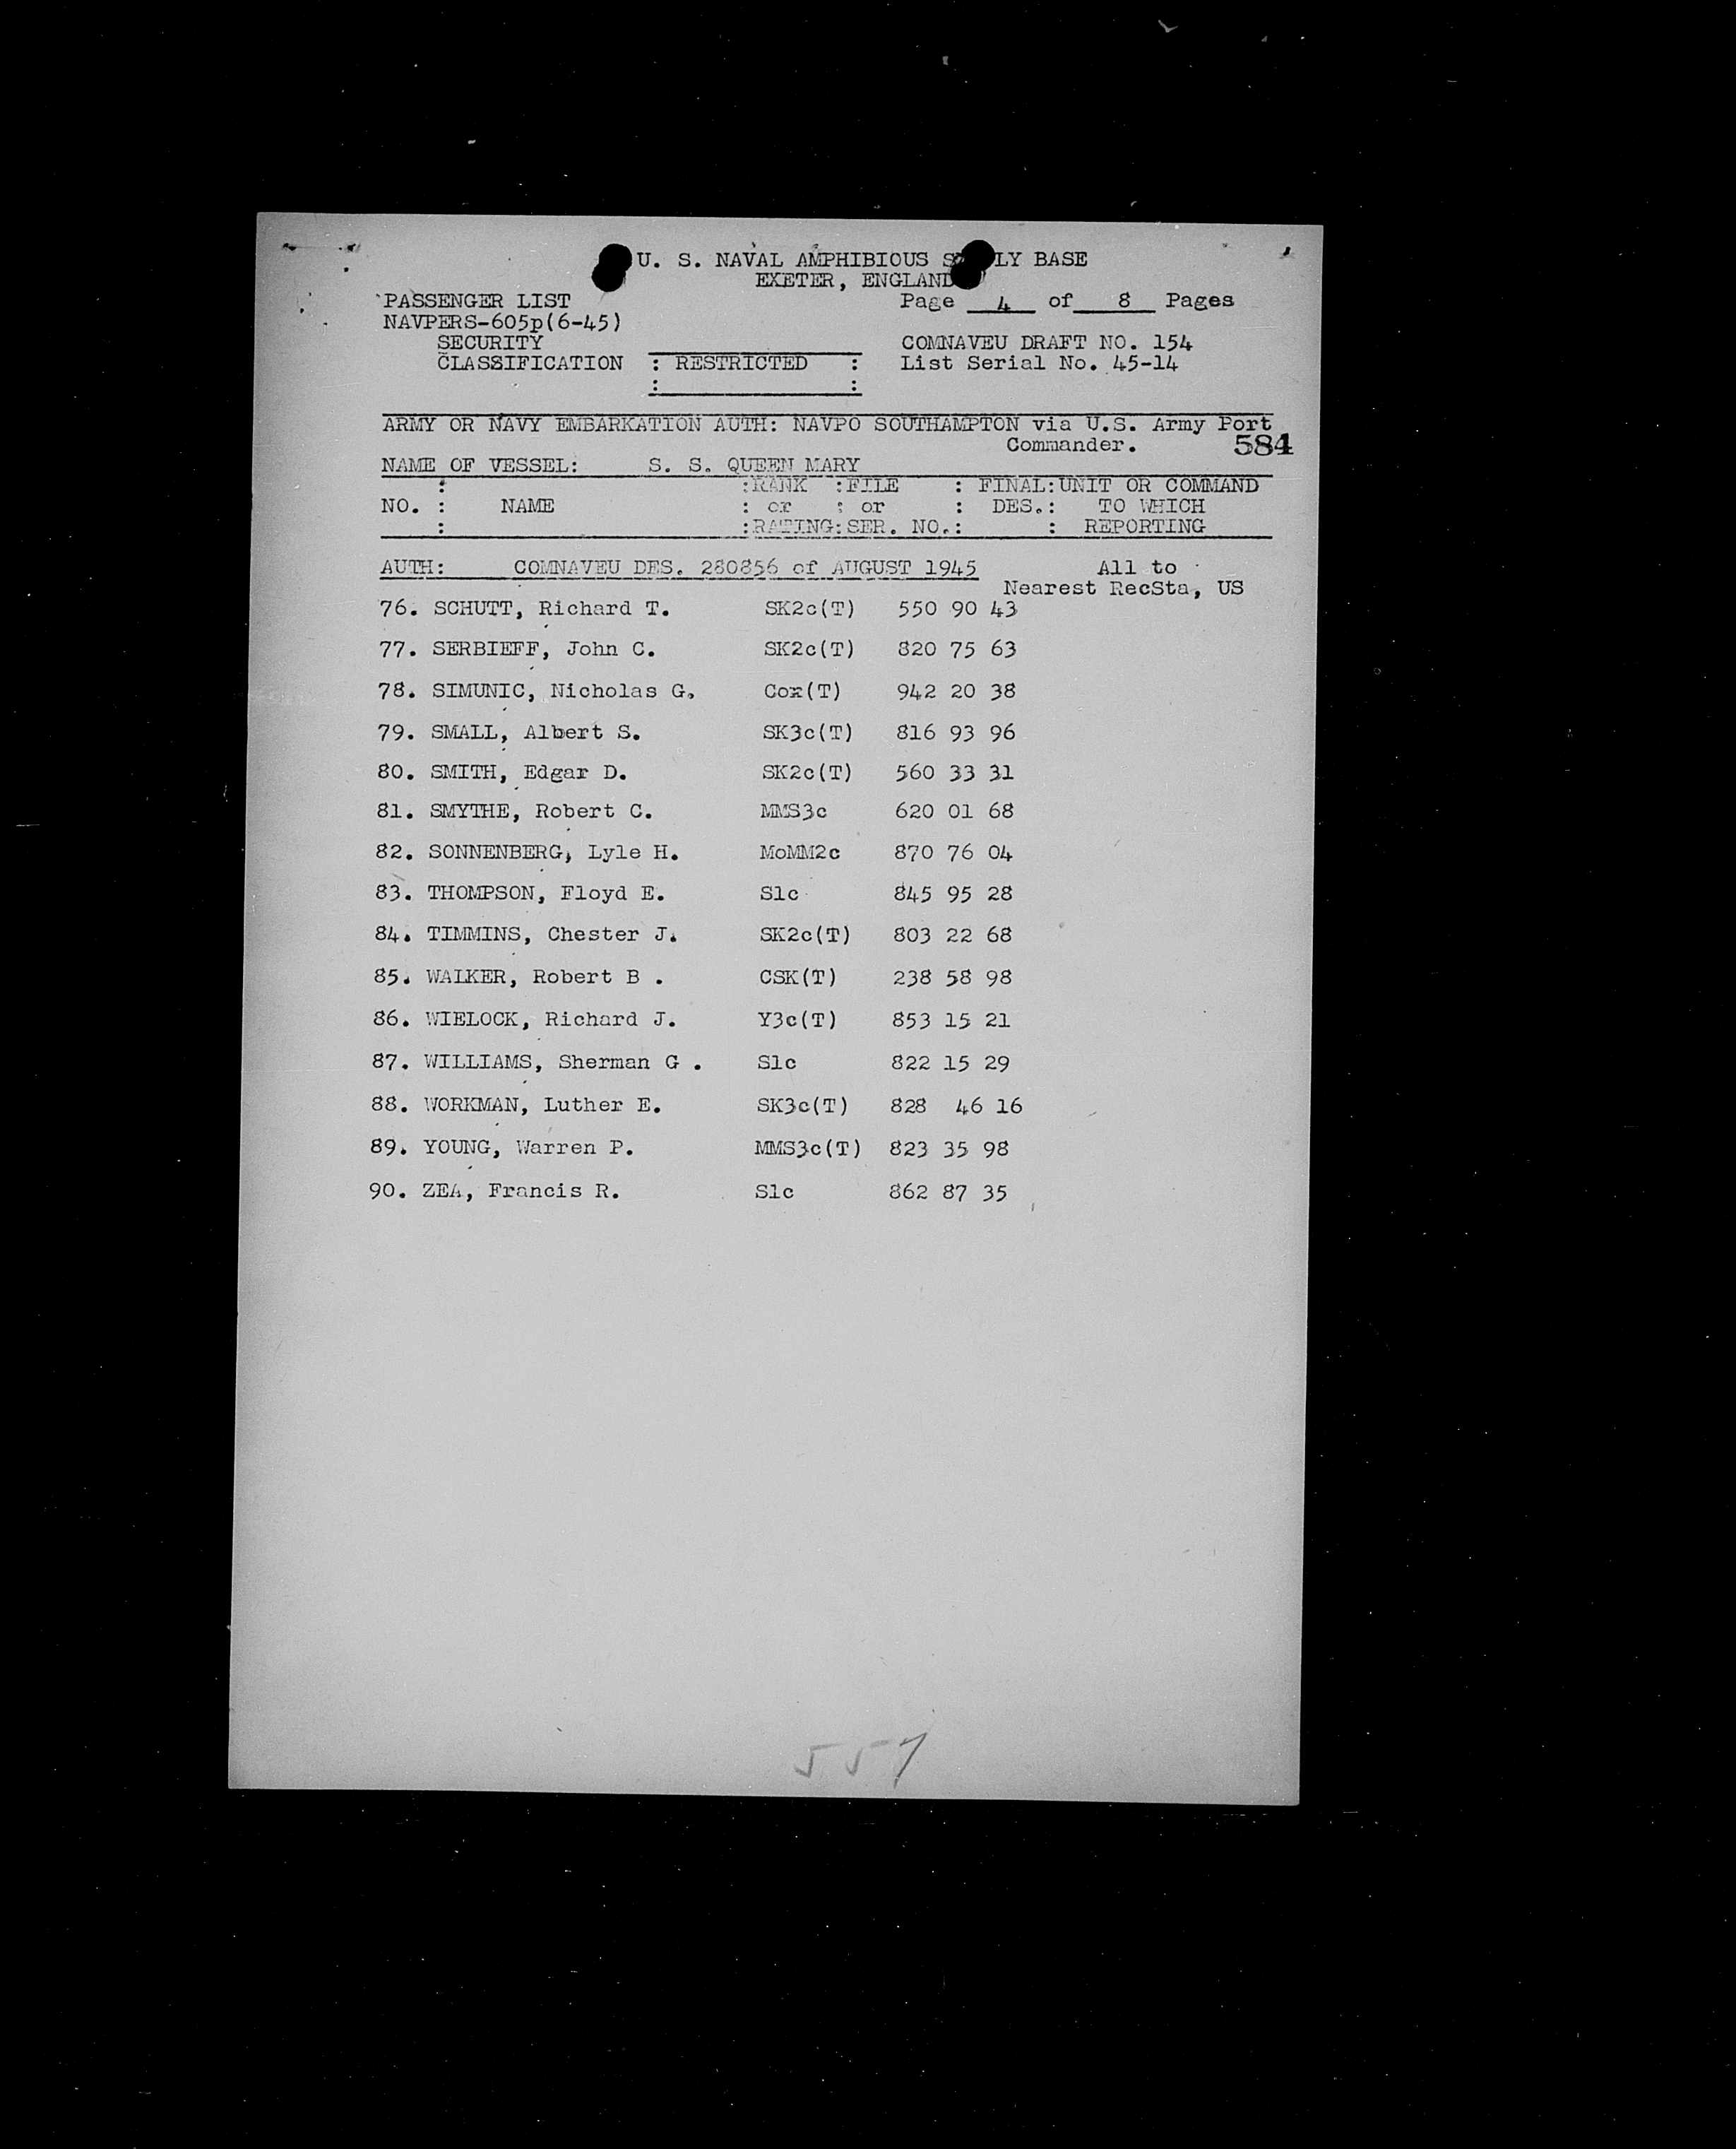 U. S. NAVAL AMPHIBIOUS S LY BASE
EXETER, ENGLAND
PASSENGER LIST Page 4 of 8 Pages
NAVPERS-605p(6-45)
SECURITY COMNAVEU DRAFT NO. 154
CLASSIFICATION : RESTRICTED : List Serial No. 45-14
: :
ARMY OR NAVY EMBARKATION AUTH: NAVPO SOUTHAMPTON via U.S. Army Port
Commander. 584
NAME OF VESSEL: S. S. QUEEN MARY
: :RANK :FILE : FINAL:UNIT OR COMMAND
NO. : NAME : or : or : DES.: TO WHICH
: :RATING:SER. NO.: : REPORTING
AUTH: COMNAVEU DES. 280856 of AUGUST 1945 All to
Nearest RecSta, US
76. SCHUTT, Richard T. SK2c(T) 550 90 43
77. SERBIEFF, John C. SK2c(T) 820 75 63
78. SIMUNIC, Nicholas G. Cox(T) 942 20 38
79. SMALL, Albert S. SK3c(T) 816 93 96
80. SMITH, Edgar D. SK2c(T) 560 33 31
81. SMYTHE, Robert C. MMS3c 620 01 68
82. SONNENBERG, Lyle H. MoMM2c 870 76 04
83. THOMPSON, Floyd E. S1c 845 95 28
84. TIMMINS, Chester J. SK2c(T) 803 22 68
85. WALKER, Robert B . CSK(T) 238 58 98
86. WIELOCK, Richard J. Y3c(T) 853 15 21
87. WILLIAMS, Sherman G . S1c 822 15 29
88. WORKMAN, Luther E. SK3c(T) 828 46 16
89. YOUNG, Warren P. MMS3c(T) 823 35 98
90. ZEA, Francis R. S1c 862 87 35
557